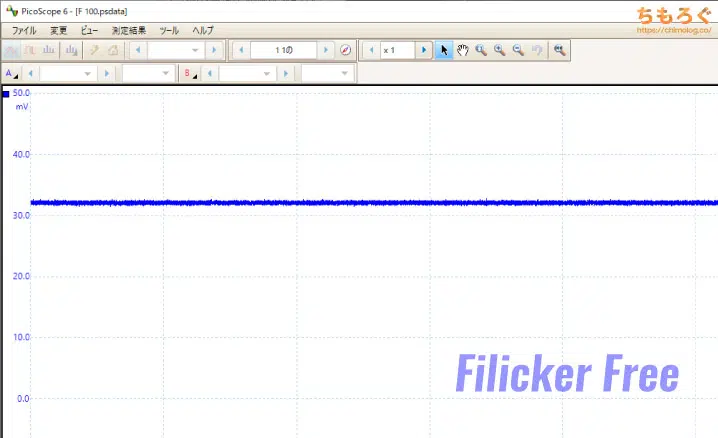 PicoScope 6 - [F 100.psdata]
ちもろぐ
https://chimolog.co/
ファイル 変更 ビュー 測定結果 ツール ヘルプ
1 1の
x 1
A
B
50.0
mV
40.0
30.0
20.0
10.0
0.0
Filicker Free